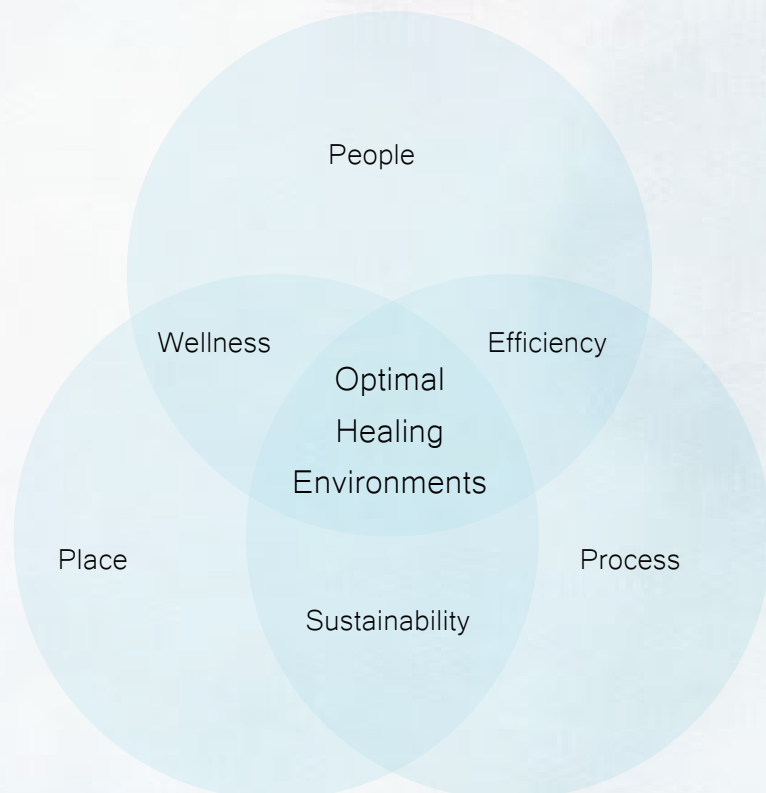 People
Wellness
Efficiency
Optimal
Healing
Environments
Place
Process
Sustainability